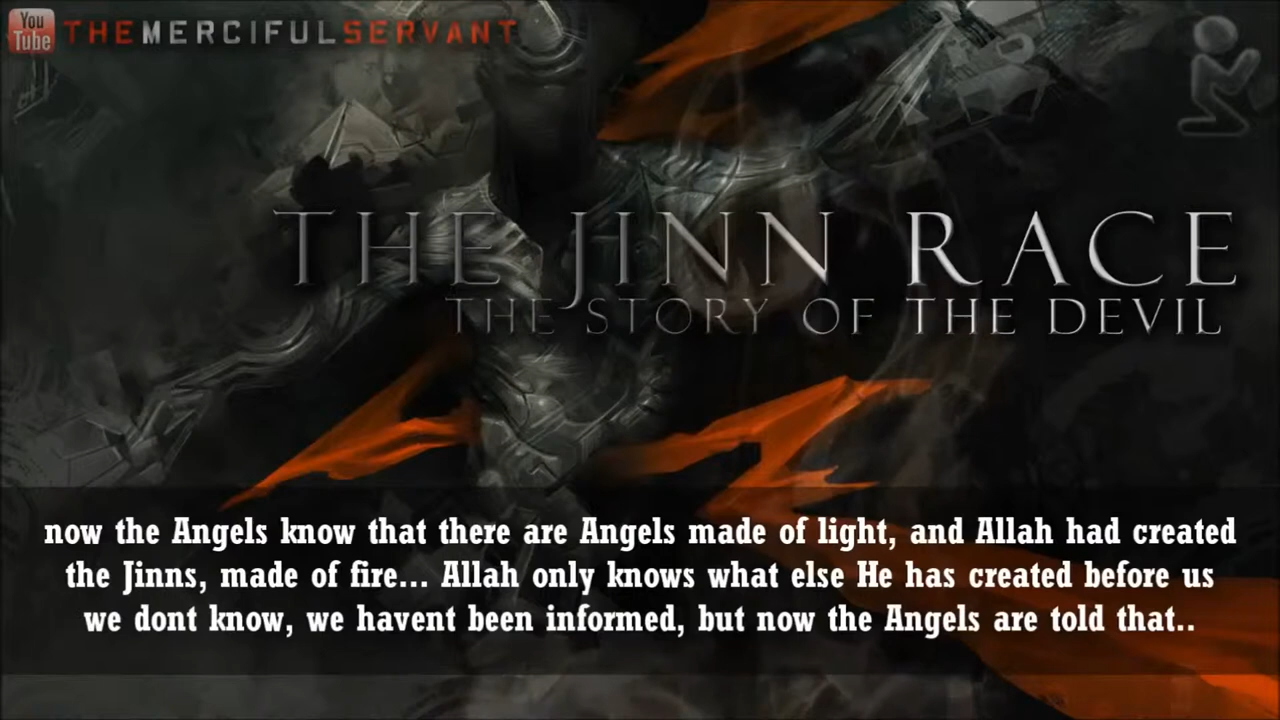 You
Tube
THEMERCIFULSERVANT
THE JINN RACE
THE STORY OF THE DEVIL
now the Angels know that there are Angels made of light, and Allah had created
the Jinns, made of fire... Allah only knows what else He has created before us
we dont know, we havent been informed, but now the Angels are told that..